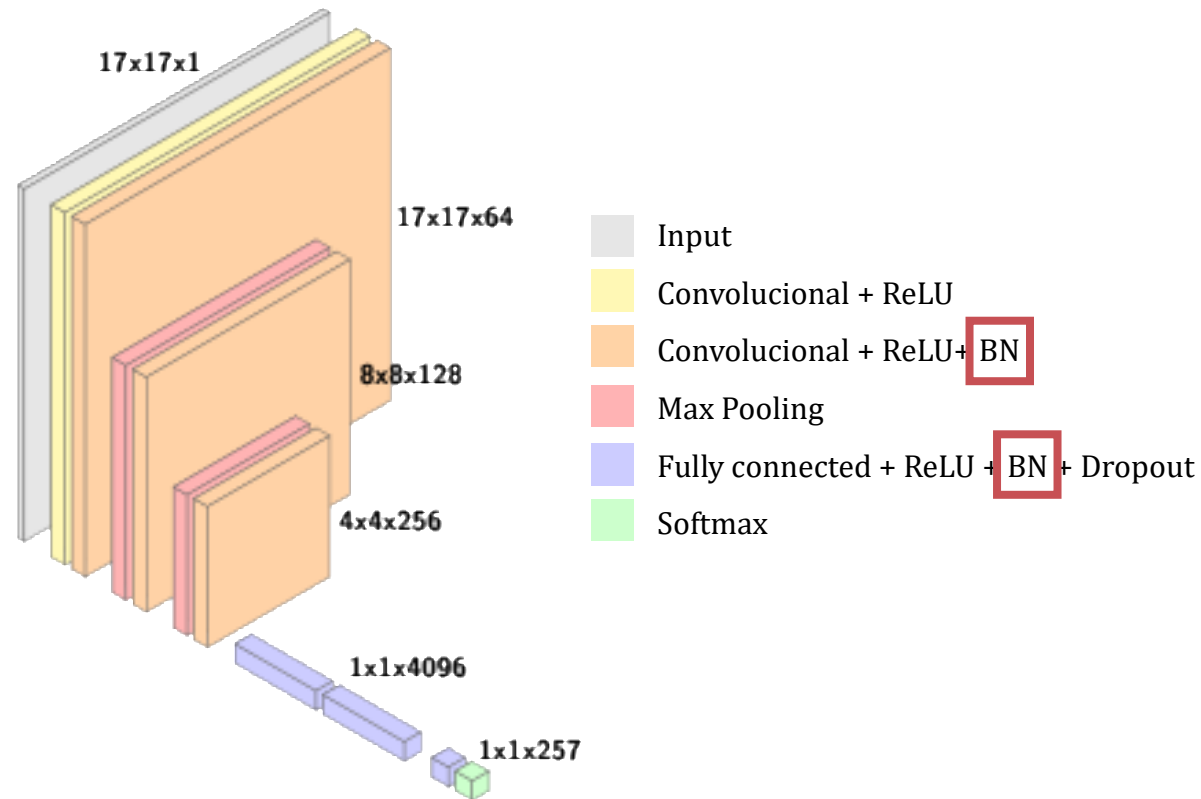 17x17x1
17x17x64
8x8x128
4x4x256
1x1x4096
1x1x257
Input
Convolucional + ReLU
Convolucional + ReLU+ BN
Max Pooling
Fully connected + ReLU + BN + Dropout
Softmax